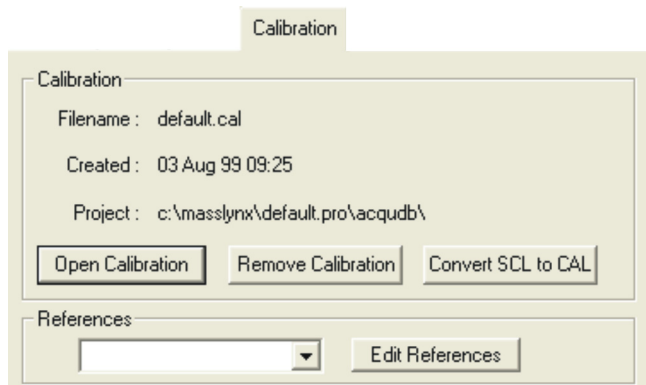 Calibration
Calibration
Filename : default.cal
Created : 03 Aug 99 09:25
Project : c:\masslynx\default.pro\acqudb\
Open Calibration Remove Calibration Convert SCL to CAL
References
Edit References